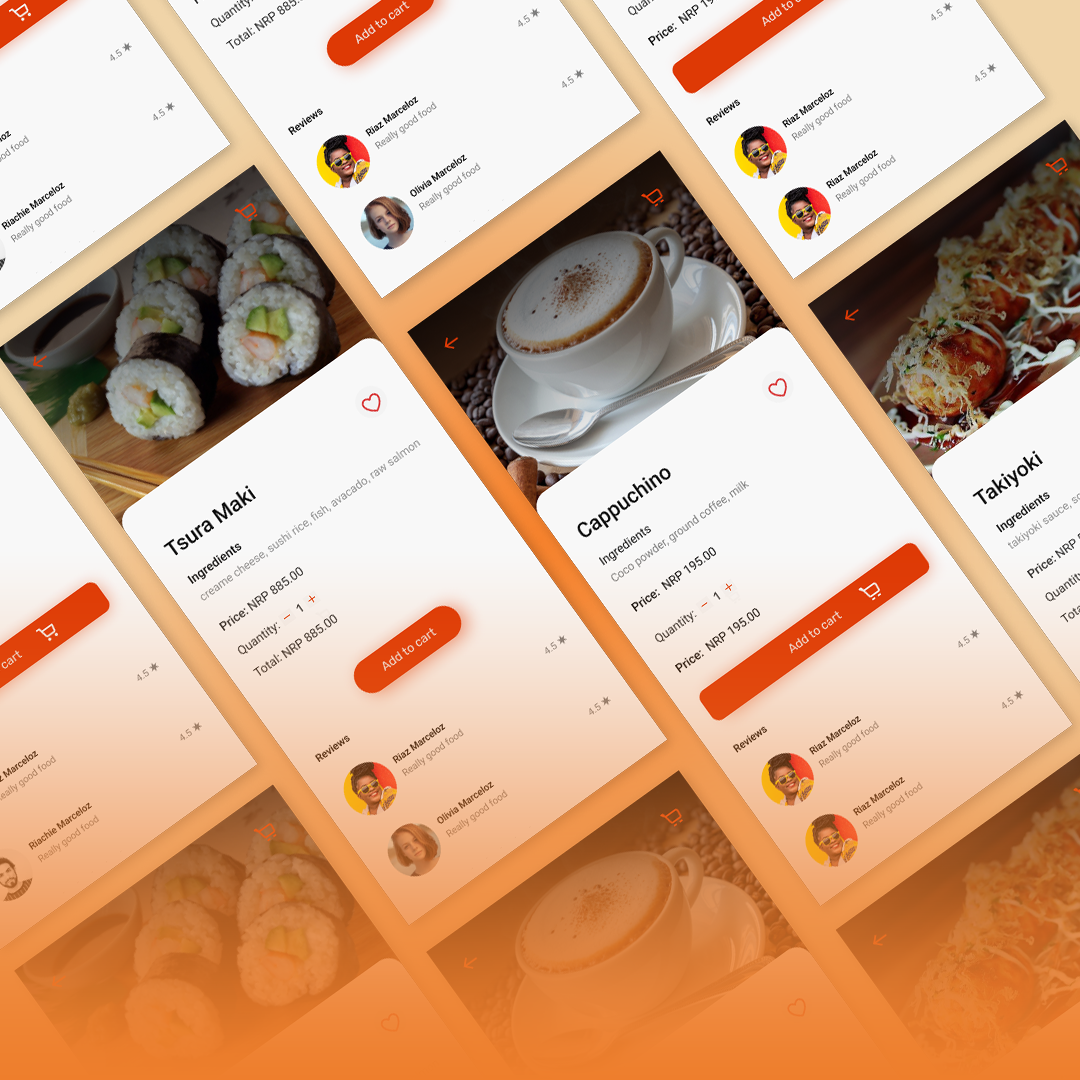 4.5
4.5
Riachie Marceloz
Really good food
Quantity:
Total: NRP 885.
Add to cart
4.5
4.5
Reviews
Riaz Marceloz
Really good food
Olivia Marceloz
Really good food
Price: NRP
Add to
4.5
4.5
Reviews
Riaz Marceloz
Really good food
Riaz Marceloz
Really good food
cart
4.5
4.5
Marceloz
Really good food
Riachie Marceloz
Really good food
Tsura Maki
Ingredients
creame cheese, sushi rice, fish, avacado, raw salmon
Price: NRP 885.00
Quantity: − 1 +
Total: NRP 885.00
Add to cart
4.5
4.5
Reviews
Riaz Marceloz
Really good food
Olivia Marceloz
Really good food
Cappuchino
Ingredients
Coco powder, ground coffee, milk
Price: NRP 195.00
Quantity: − 1 +
Price: NRP 195.00
Add to cart
4.5
4.5
Reviews
Riaz Marceloz
Really good food
Riaz Marceloz
Really good food
Takiyoki
Ingredients
takiyoki sauce,
Price: NRP